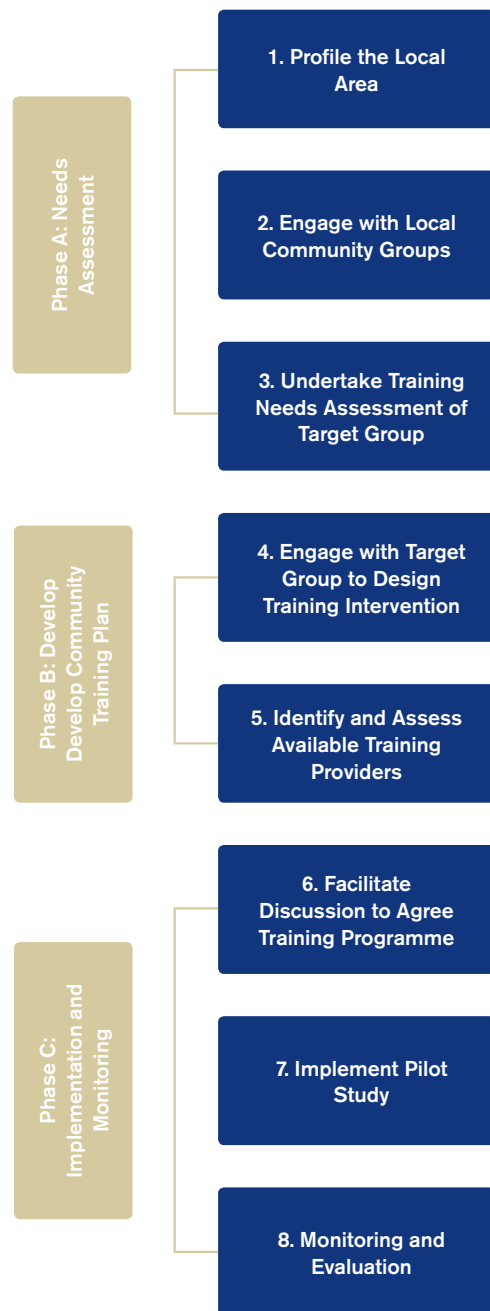 Phase A: Needs
Assessment
1. Profile the Local
Area
2. Engage with Local
Community Groups
3. Undertake Training
Needs Assessment of
Target Group
Phase B: Develop
Develop Community
Training Plan
4. Engage with Target
Group to Design
Training Intervention
5. Identify and Assess
Available Training
Providers
Phase C:
Implementation and
Monitoring
6. Facilitate
Discussion to Agree
Training Programme
7. Implement Pilot
Study
8. Monitoring and
Evaluation